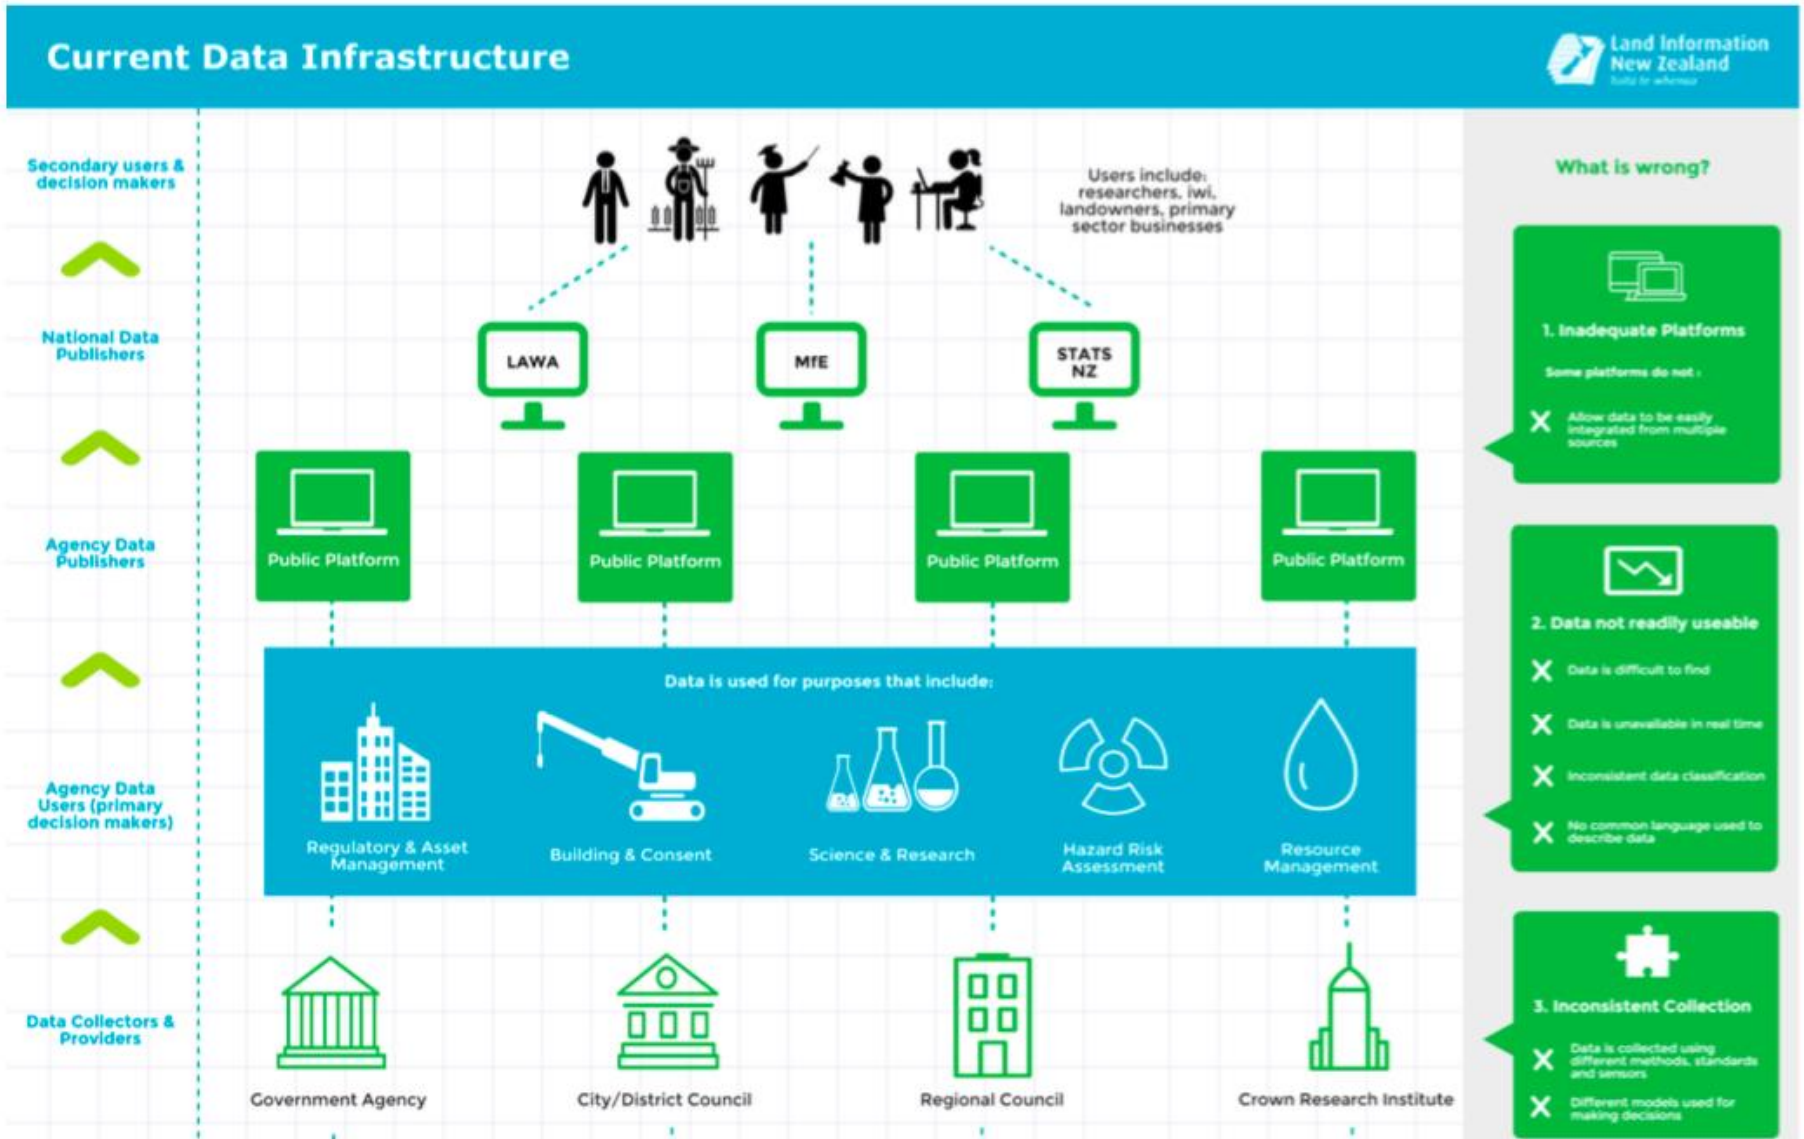 Current Data Infrastructure
Land Information
New Zealand
Toitū te whenua
Secondary users &
decision makers
Users include:
researchers, iwi,
landowners, primary
sector businesses
What is wrong?
National Data
Publishers
LAWA
MfE
STATS
NZ
1. Inadequate Platforms
Some platforms do not :
X Allow data to be easily
integrated from multiple
sources
Agency Data
Publishers
Public Platform
Public Platform
Public Platform
Public Platform
2. Data not readily useable
X Data is difficult to find
X Data is unavailable in real time
X Inconsistent data classification
X No common language used to
describe data
Agency Data
Users (primary
decision makers)
Data is used for purposes that include:
Regulatory & Asset
Management
Building & Consent
Science & Research
Hazard Risk
Assessment
Resource
Management
Data Collectors &
Providers
Government Agency
City/District Council
Regional Council
Crown Research Institute
3. Inconsistent Collection
X Data is collected using
different methods, standards
and sensors
X Different models used for
making decisions